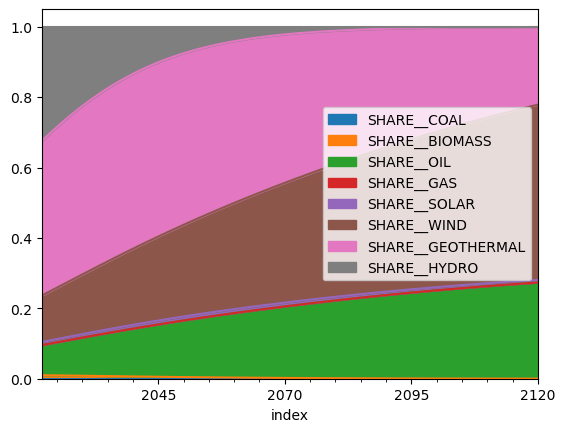 1.0
0.8
0.6
0.4
0.2
0.0
SHARE__COAL
SHARE__BIOMASS
SHARE__OIL
SHARE__GAS
SHARE__SOLAR
SHARE__WIND
SHARE__GEOTHERMAL
SHARE__HYDRO
2045 2070 2095 2120
index